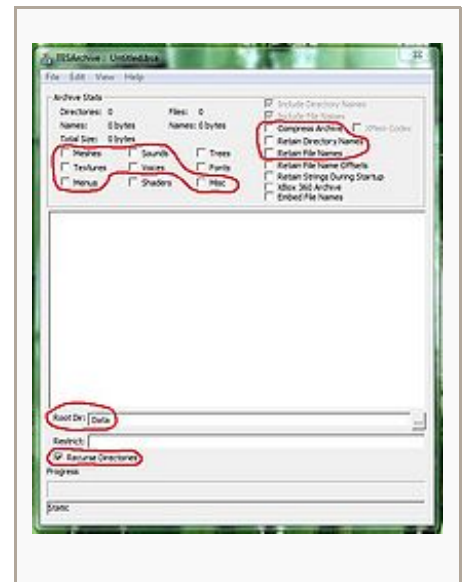 TESArchive : Untitled.bsa
File Edit View Help
Archive Stats
Directories: 0 Files: 0
Names: 0 bytes Names: 0 bytes
Total Size: 0 bytes
Meshes Sounds Trees
Textures Voices Fonts
Menus Shaders Misc
Include Directory Names
Include File Names
Compress Archive XMem Codec
Retain Directory Names
Retain File Names
Retain File Name Offsets
Retain Strings During Startup
XBox 360 Archive
Embed File Names
Root Dir: Data
...
Restrict:
Recurse Directories
Progress
Static